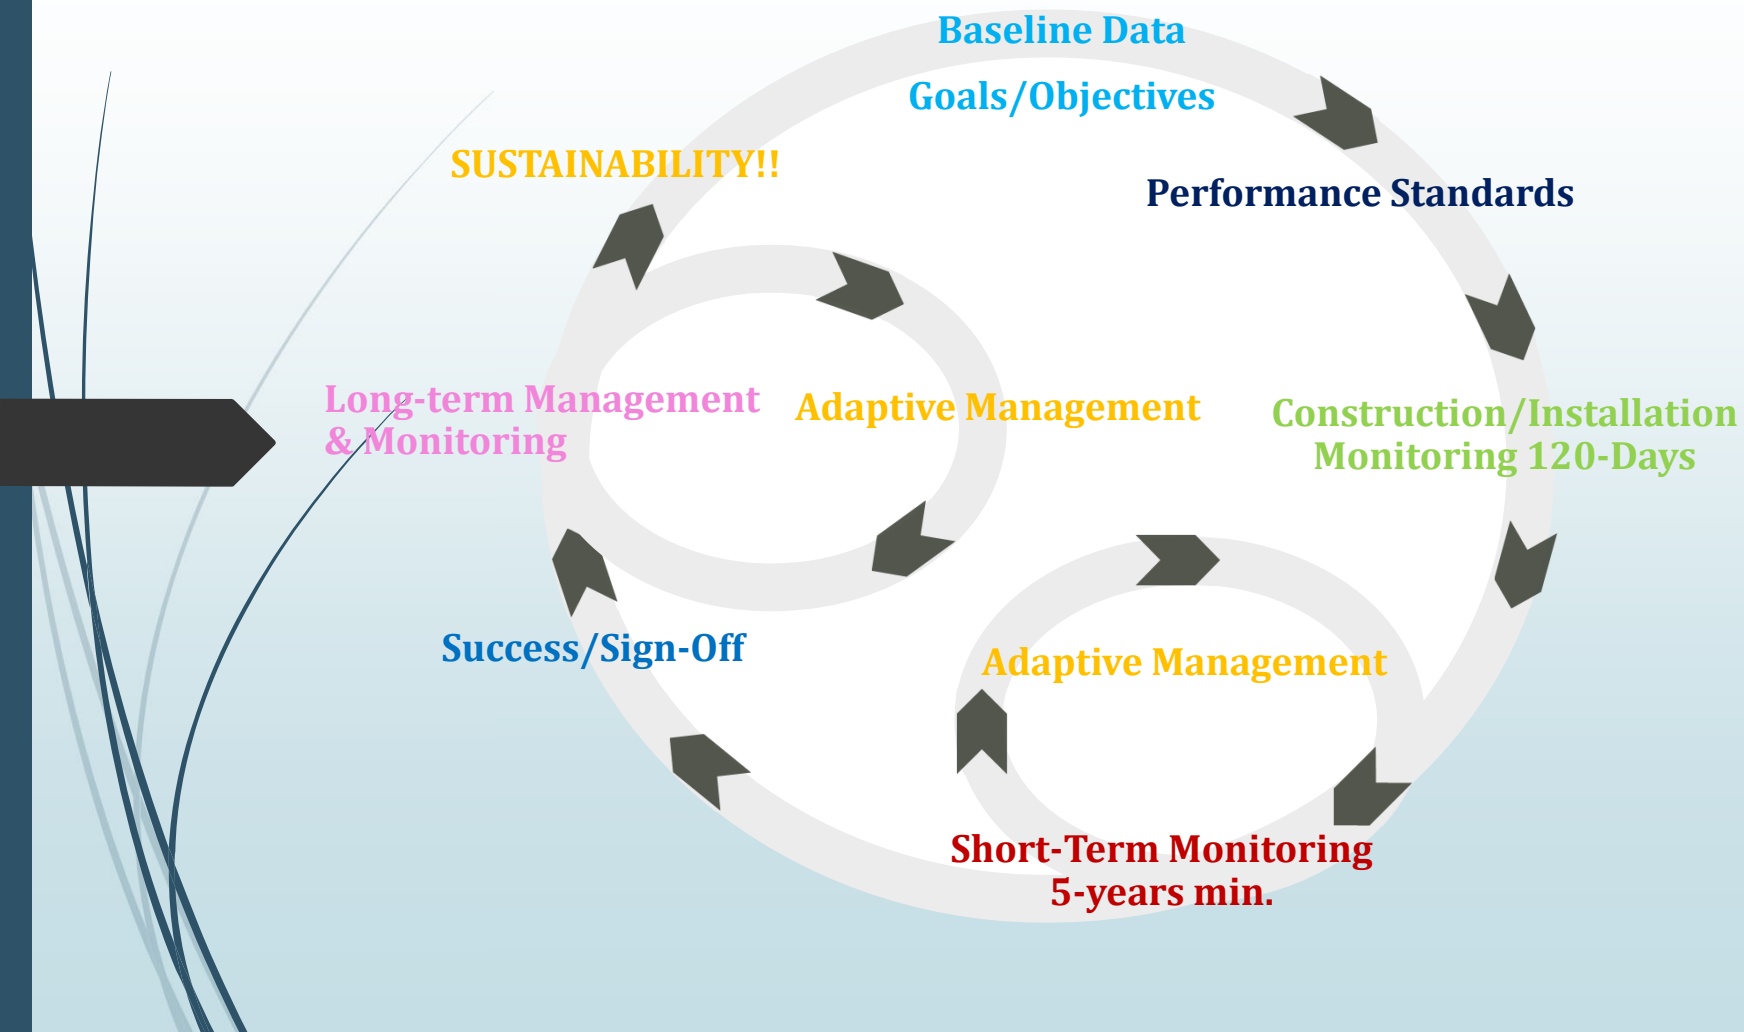 Baseline Data
Goals/Objectives
SUSTAINABILITY!!
Performance Standards
Long-term Management
& Monitoring
Adaptive Management
Construction/Installation
Monitoring 120-Days
Success/Sign-Off
Adaptive Management
Short-Term Monitoring
5-years min.